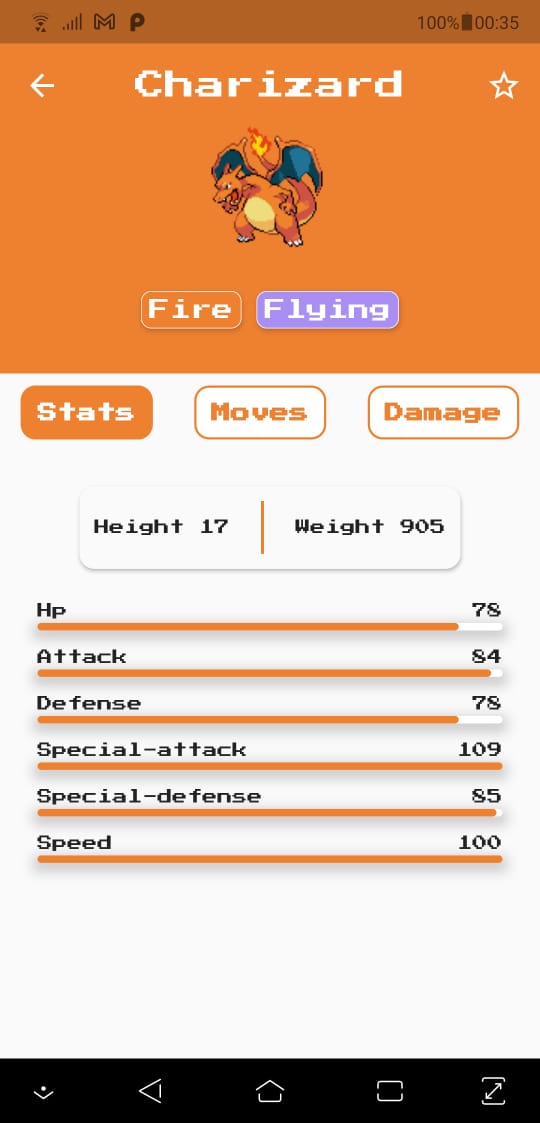 100% 00:35
Charizard
Fire Flying
Stats Moves Damage
Height 17 Weight 905
Hp 78
Attack 84
Defense 78
Special-attack 109
Special-defense 85
Speed 100